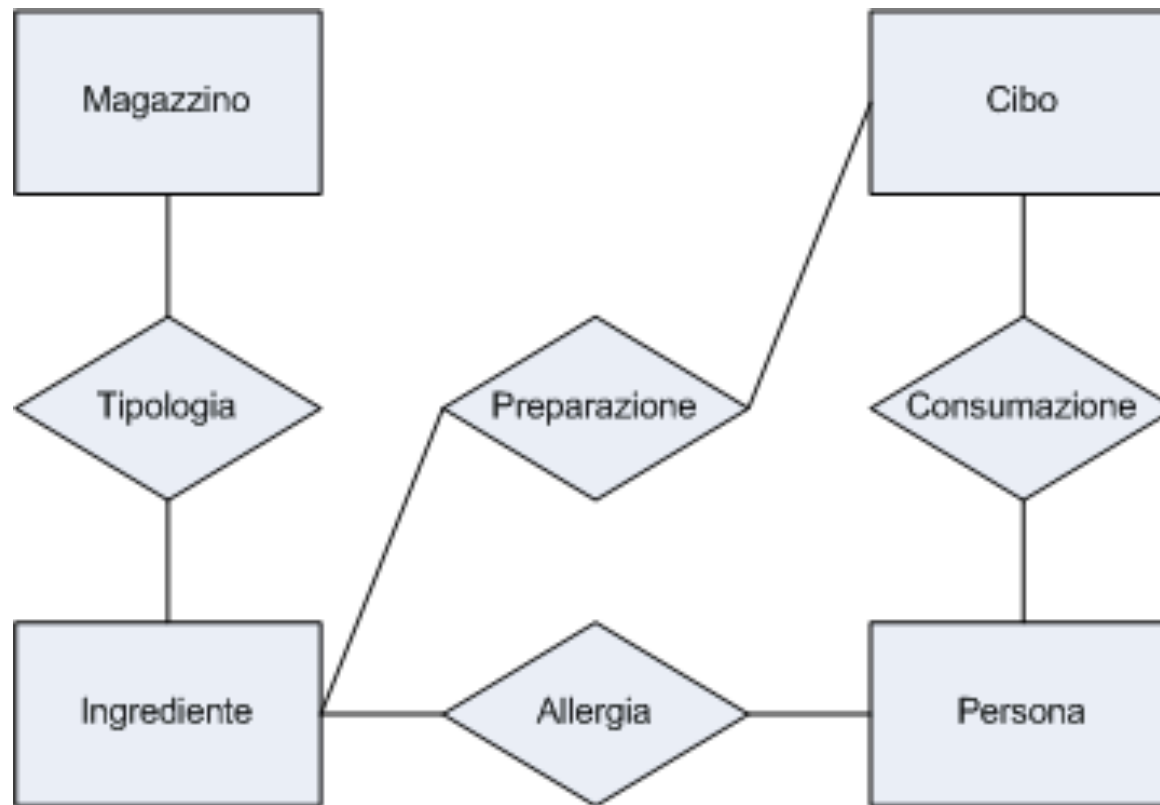 Magazzino
Cibo
Tipologia
Preparazione
Consumazione
Ingrediente
Allergia
Persona